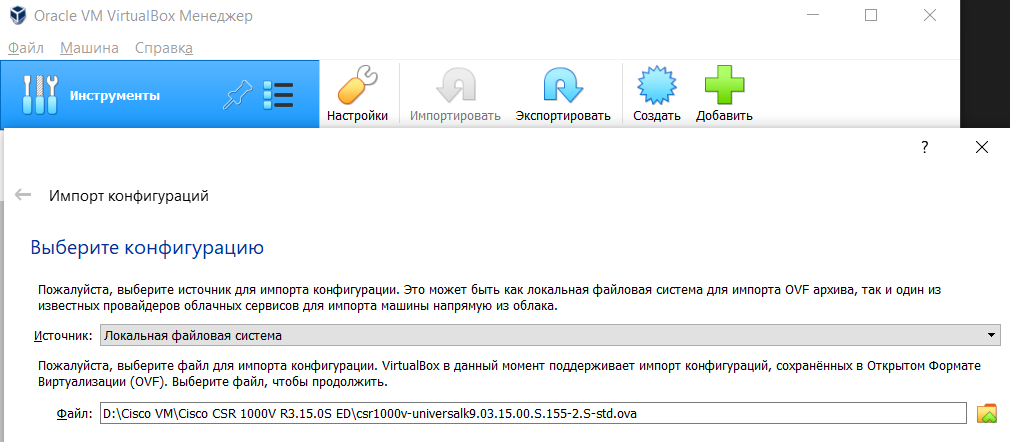 Oracle VM VirtualBox Менеджер
Файл Машина Справка
Инструменты
Настройки Импортировать Экспортировать Создать Добавить
?
Импорт конфигураций
Выберите конфигурацию
Пожалуйста, выберите источник для импорта конфигурации. Это может быть как локальная файловая система для импорта OVF архива, так и один из
известных провайдеров облачных сервисов для импорта машины напрямую из облака.
Источник: Локальная файловая система
Пожалуйста, выберите файл для импорта конфигурации. VirtualBox в данный момент поддерживает импорт конфигураций, сохранённых в Открытом Формате
Виртуализации (OVF). Выберите файл, чтобы продолжить.
Файл: D:\Cisco VM\Cisco CSR 1000V R3.15.0S ED\csr1000v-universalk9.03.15.00.S.155-2.S-std.ova